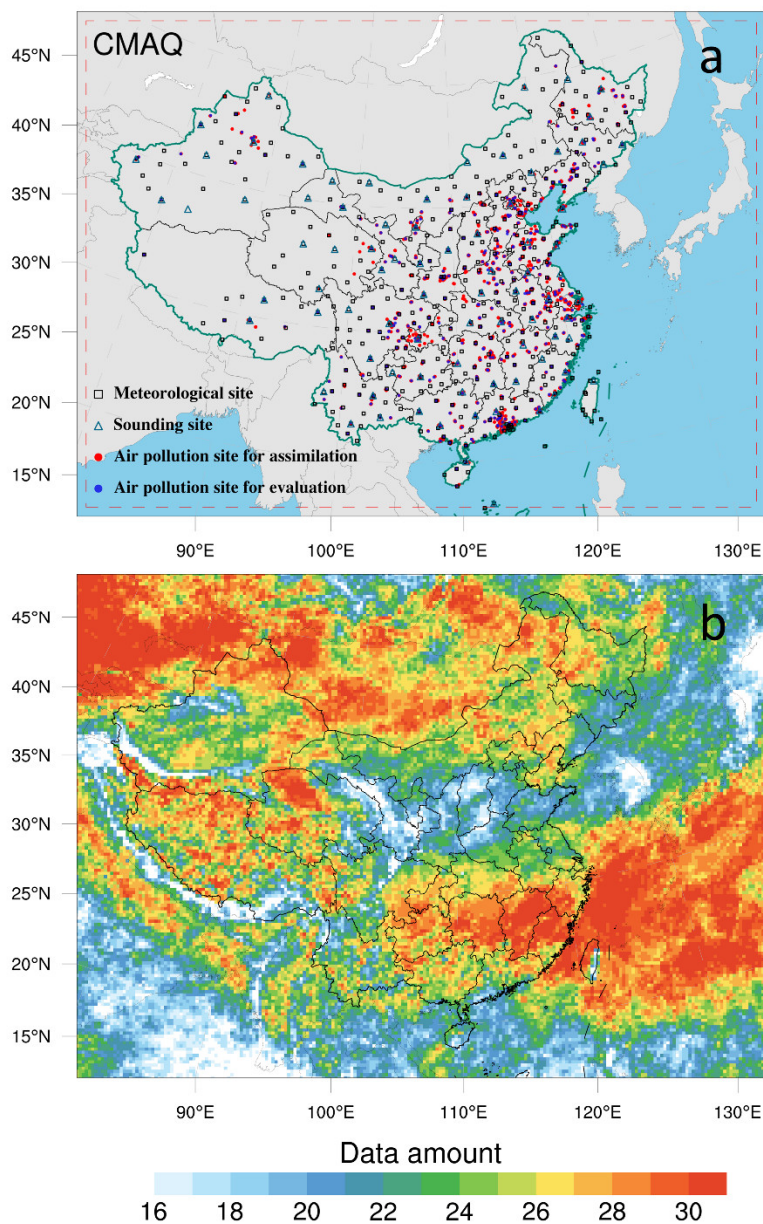 CMAQ
a
45°N
40°N
35°N
30°N
25°N
20°N
15°N
Meteorological site
Sounding site
Air pollution site for assimilation
Air pollution site for evaluation
90°E 100°E 110°E 120°E 130°E
b
45°N
40°N
35°N
30°N
25°N
20°N
15°N
90°E 100°E 110°E 120°E 130°E
Data amount
16 18 20 22 24 26 28 30